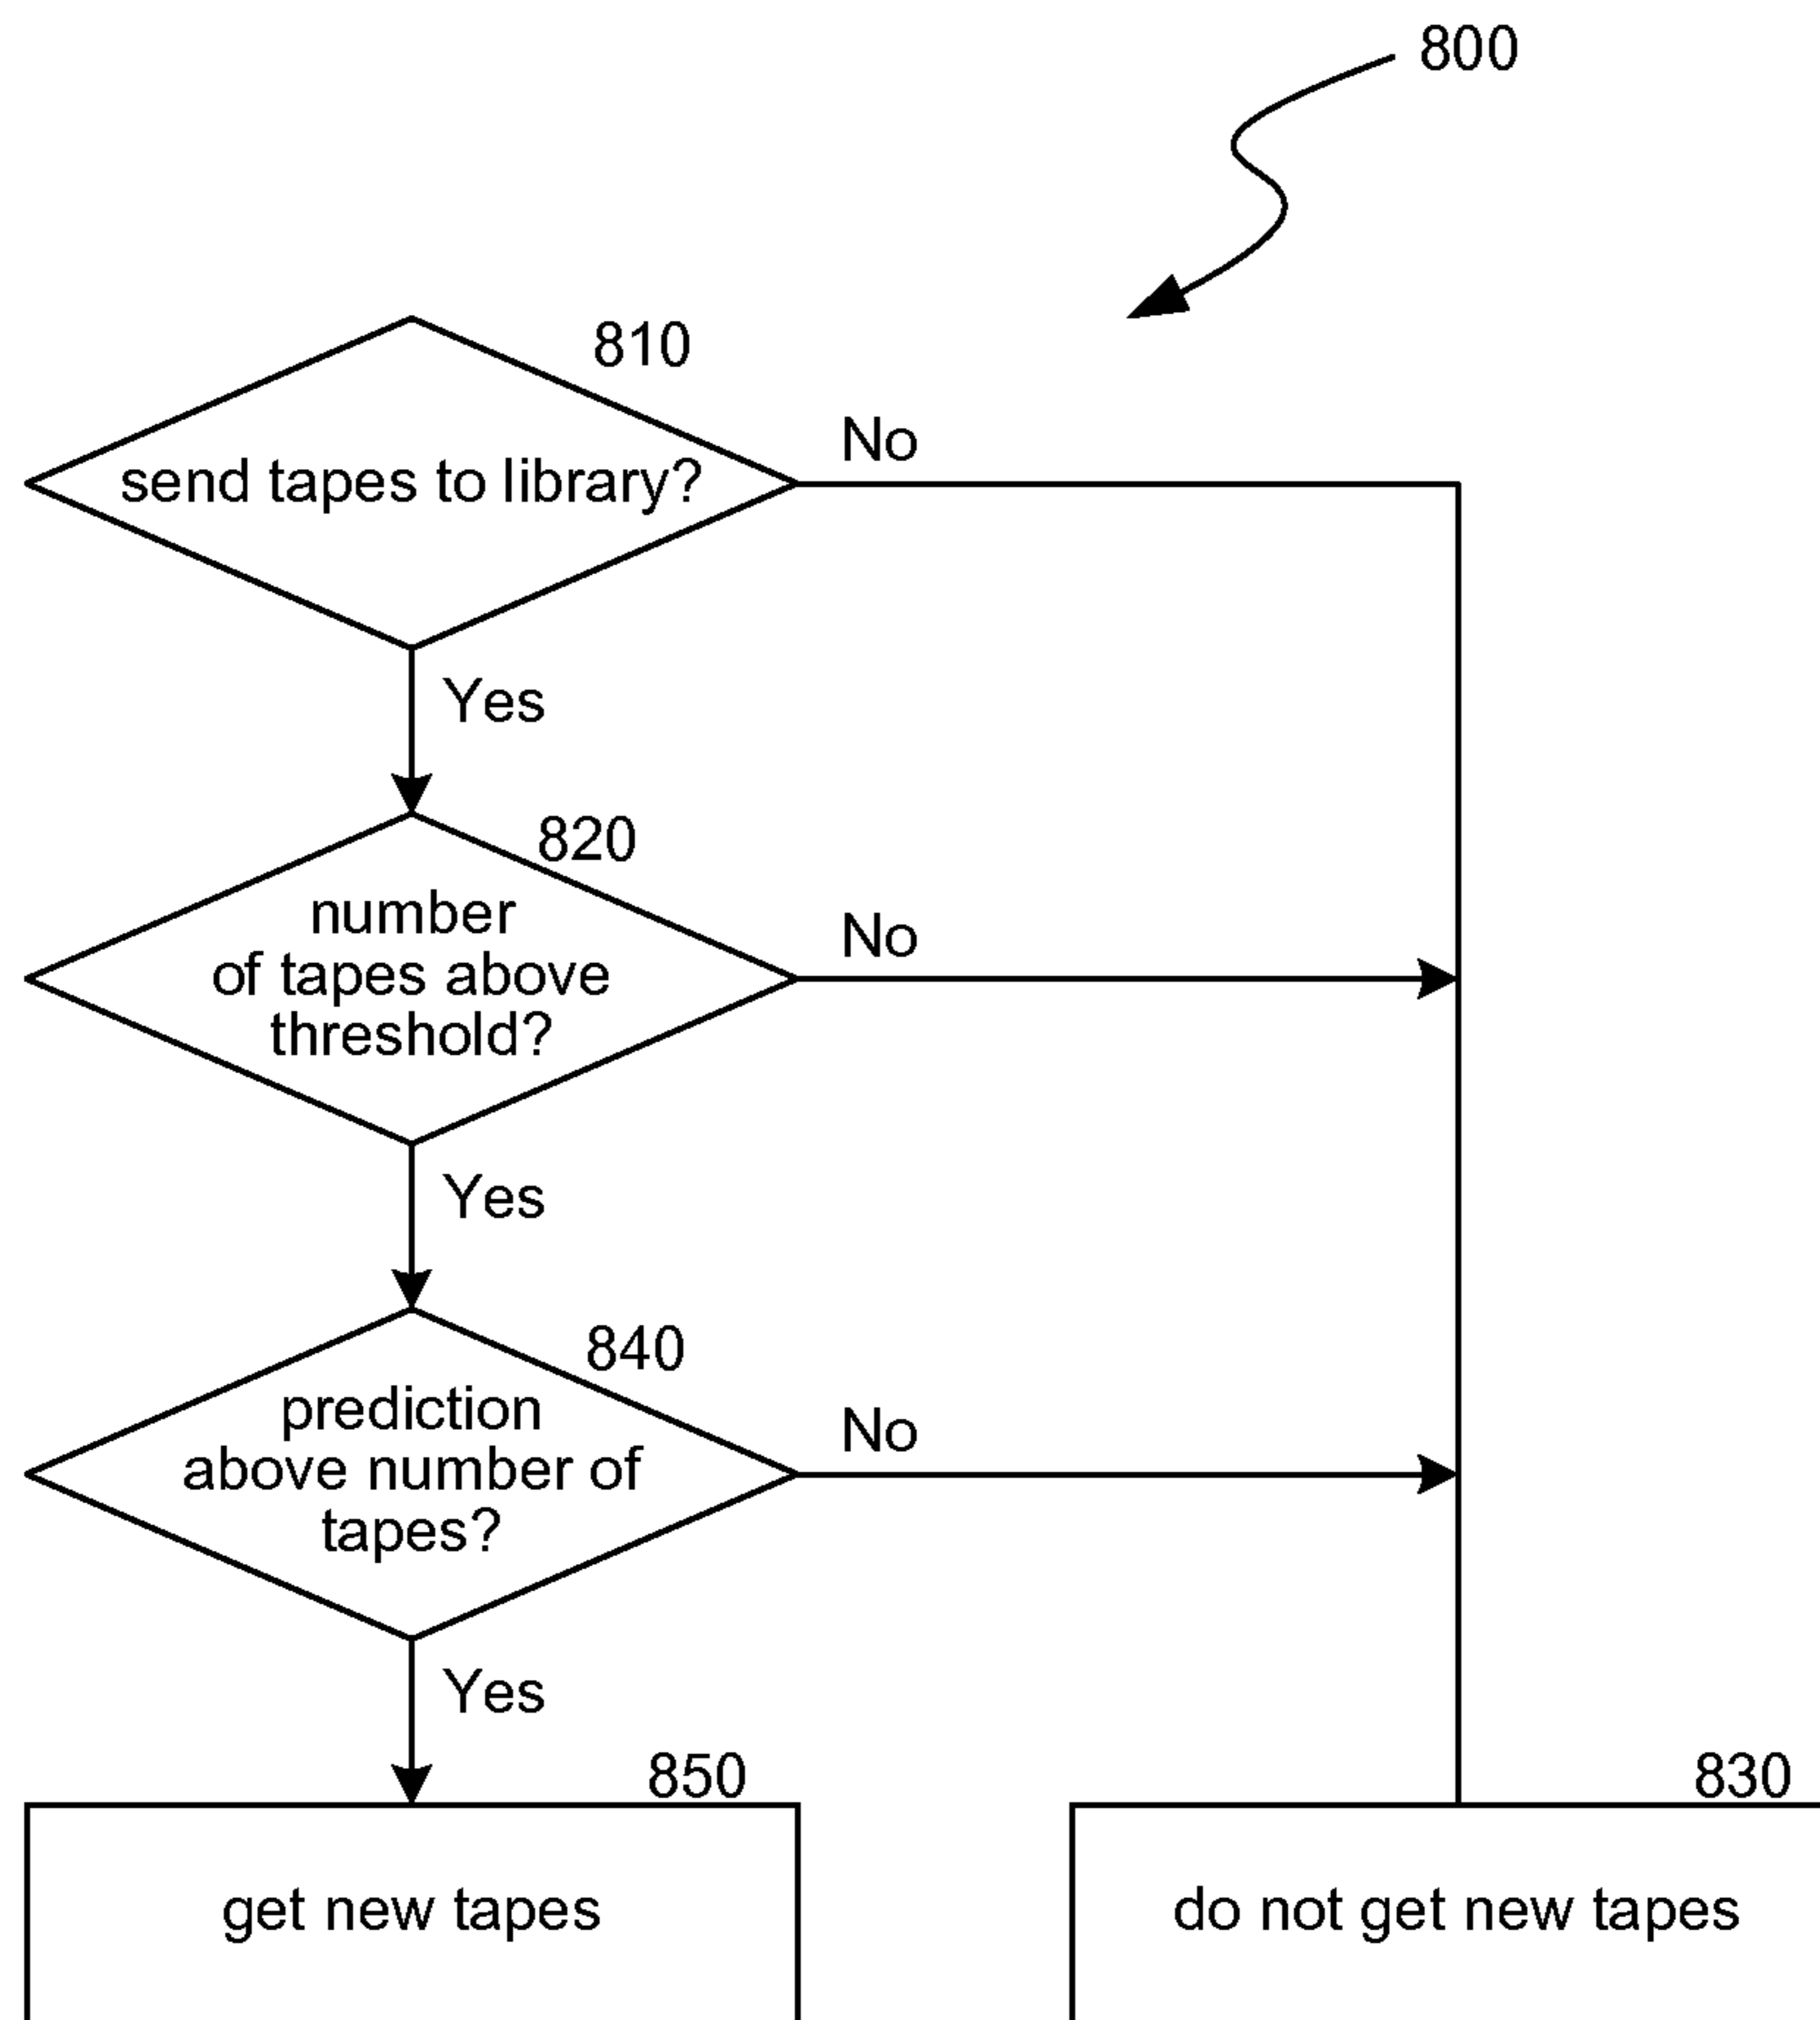 800
810
send tapes to library?
No
Yes
820
number
of tapes above
threshold?
No
Yes
840
prediction
above number of
tapes?
No
Yes
850
get new tapes
830
do not get new tapes